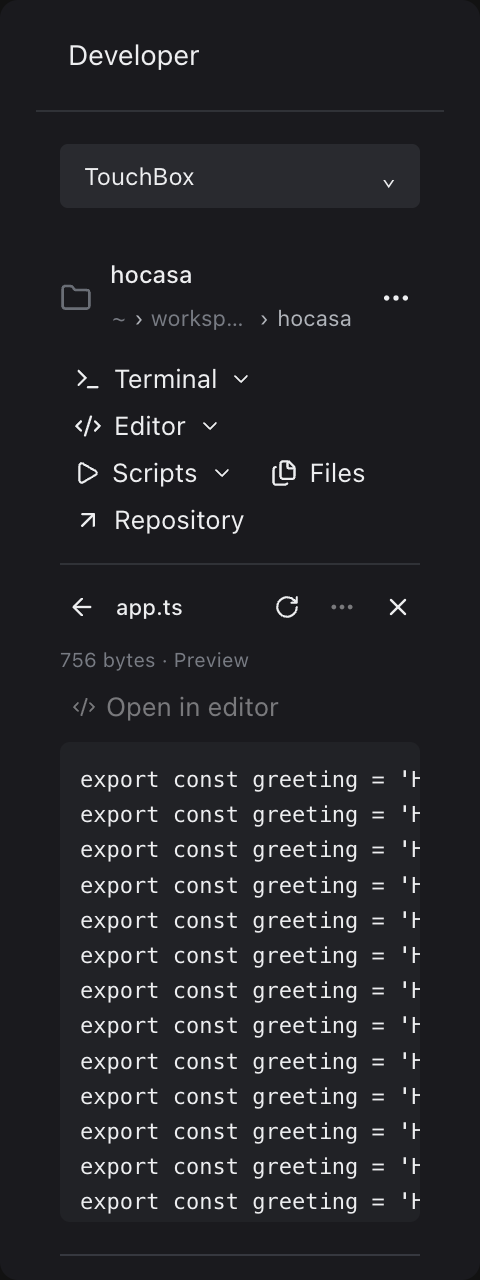 Developer
TouchBox
hocasa
~ › worksp... › hocasa
Terminal
Editor
Scripts Files
Repository
app.ts
756 bytes · Preview
Open in editor
export const greeting = 'H
export const greeting = 'H
export const greeting = 'H
export const greeting = 'H
export const greeting = 'H
export const greeting = 'H
export const greeting = 'H
export const greeting = 'H
export const greeting = 'H
export const greeting = 'H
export const greeting = 'H
export const greeting = 'H
export const greeting = 'H